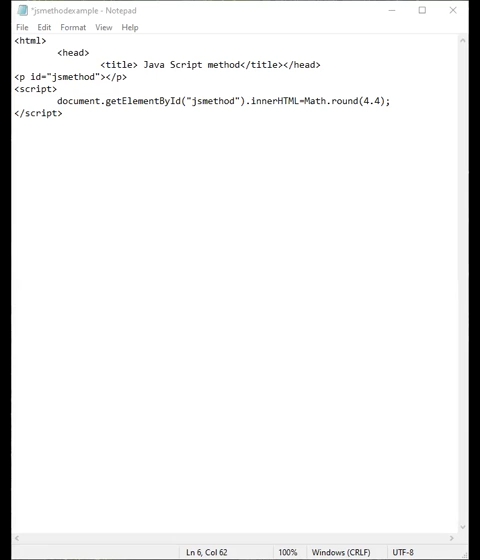 *jsmethodexample - Notepad
File Edit Format View Help
<html>
<head>
<title> Java Script method</title></head>
<p id="jsmethod"></p>
<script>
document.getElementById("jsmethod").innerHTML=Math.round(4.4);
</script>
Ln 6, Col 62 100% Windows (CRLF) UTF-8